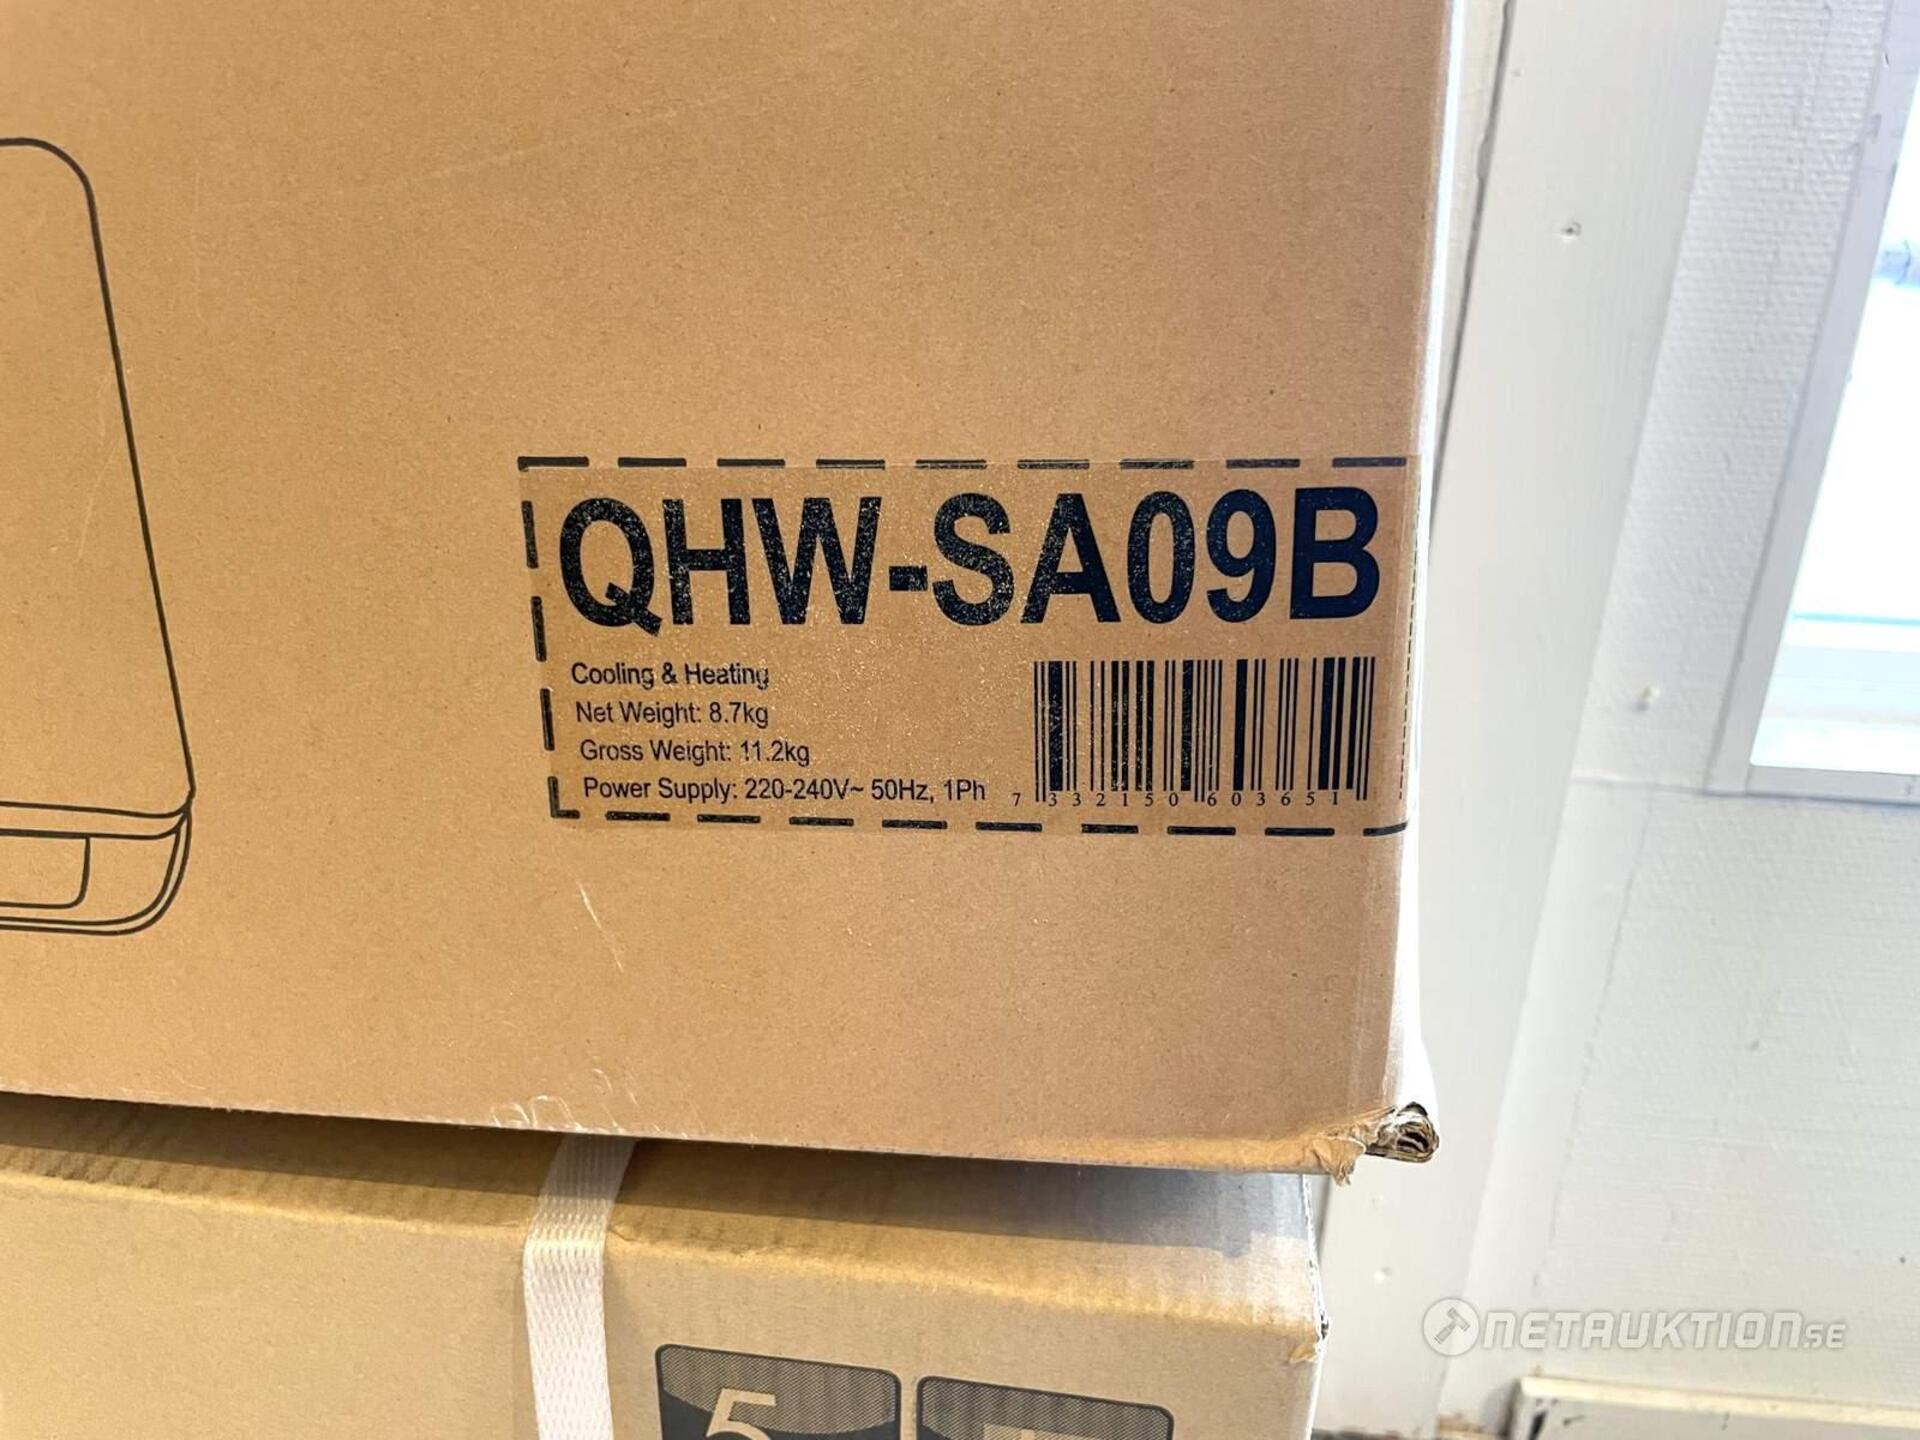 QHW-SA09B
Cooling & Heating
Net Weight: 8.7kg
Gross Weight: 11.2kg
Power Supply: 220-240V~ 50Hz, 1Ph
7 332150 603651
5
NETAUKTION.SE